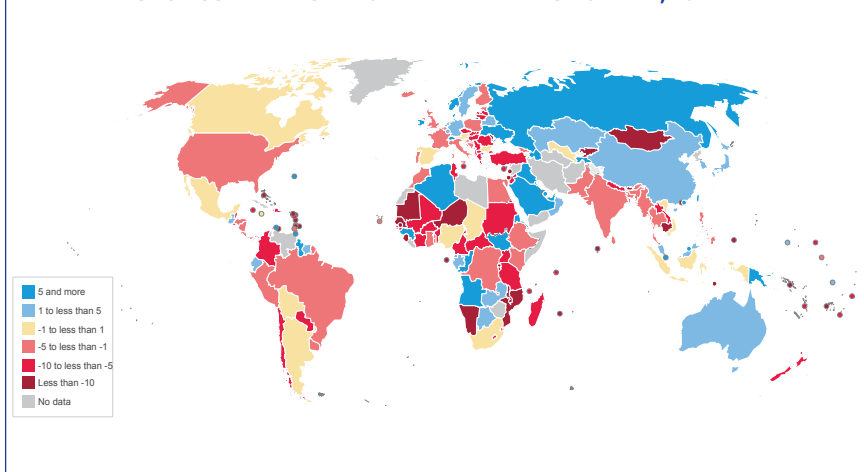 5 and more
1 to less than 5
-1 to less than 1
-5 to less than -1
-10 to less than -5
Less than -10
No data